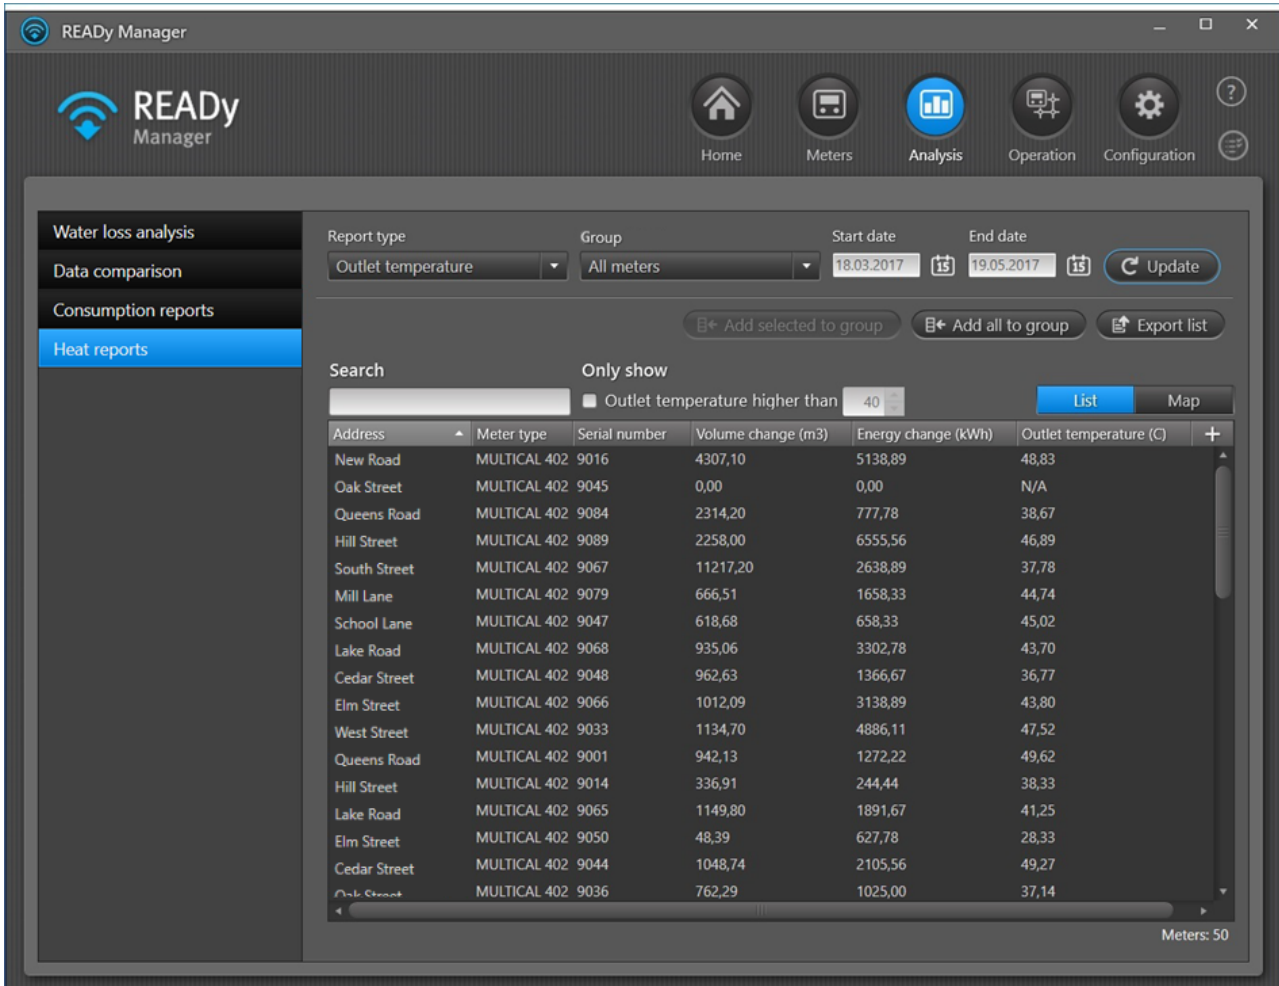 READy Manager
READy
Manager
Home Meters Analysis Operation Configuration
Water loss analysis
Data comparison
Consumption reports
Heat reports
Report type Group Start date End date
Outlet temperature All meters 18.03.2017 15 19.05.2017 15 Update
Add selected to group Add all to group Export list
Search Only show
Outlet temperature higher than 40 List Map
Address Meter type Serial number Volume change (m3) Energy change (kWh) Outlet temperature (C) +
New Road MULTICAL 402 9016 4307,10 5138,89 48,83
Oak Street MULTICAL 402 9045 0,00 0,00 N/A
Queens Road MULTICAL 402 9084 2314,20 777,78 38,67
Hill Street MULTICAL 402 9089 2258,00 6555,56 46,89
South Street MULTICAL 402 9067 11217,20 2638,89 37,78
Mill Lane MULTICAL 402 9079 666,51 1658,33 44,74
School Lane MULTICAL 402 9047 618,68 658,33 45,02
Lake Road MULTICAL 402 9068 935,06 3302,78 43,70
Cedar Street MULTICAL 402 9048 962,63 1366,67 36,77
Elm Street MULTICAL 402 9066 1012,09 3138,89 43,80
West Street MULTICAL 402 9033 1134,70 4886,11 47,52
Queens Road MULTICAL 402 9001 942,13 1272,22 49,62
Hill Street MULTICAL 402 9014 336,91 244,44 38,33
Lake Road MULTICAL 402 9065 1149,80 1891,67 41,25
Elm Street MULTICAL 402 9050 48,39 627,78 28,33
Cedar Street MULTICAL 402 9044 1048,74 2105,56 49,27
Oak Street MULTICAL 402 9036 762,29 1025,00 37,14
Meters: 50